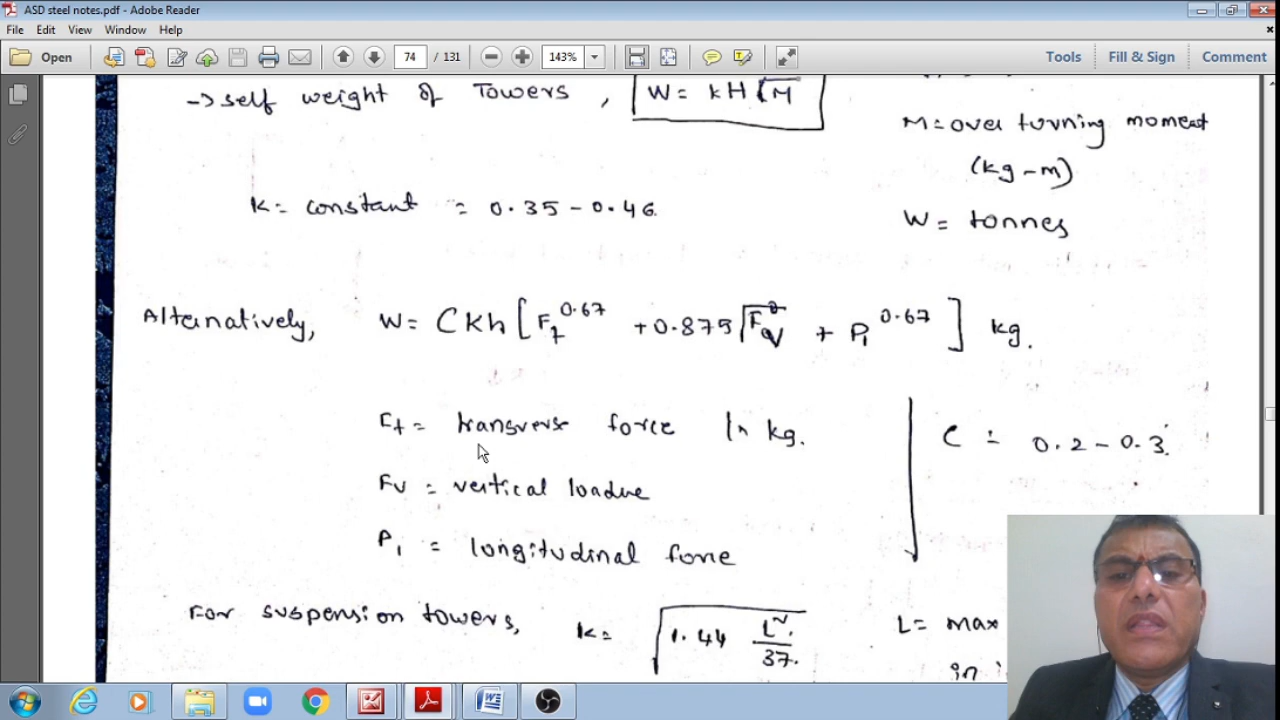 ASD steel notes.pdf - Adobe Reader
File Edit View Window Help
Open 74 / 131 143% Tools Fill & Sign Comment
→ self weight of Towers , W = KH√M
M = over turning moment
(kg-m)
K = constant = 0.35 - 0.46
W = tonnes
Alternatively, W = CKh [ Ft^0.67 + 0.875 √Fv + P1^0.67 ] kg.
Ft = transverse force In kg.
C = 0.2 - 0.3
Fv = vertical loadue
P1 = longitudinal force
For suspension towers, K = √1.44 L²/37.
L = max